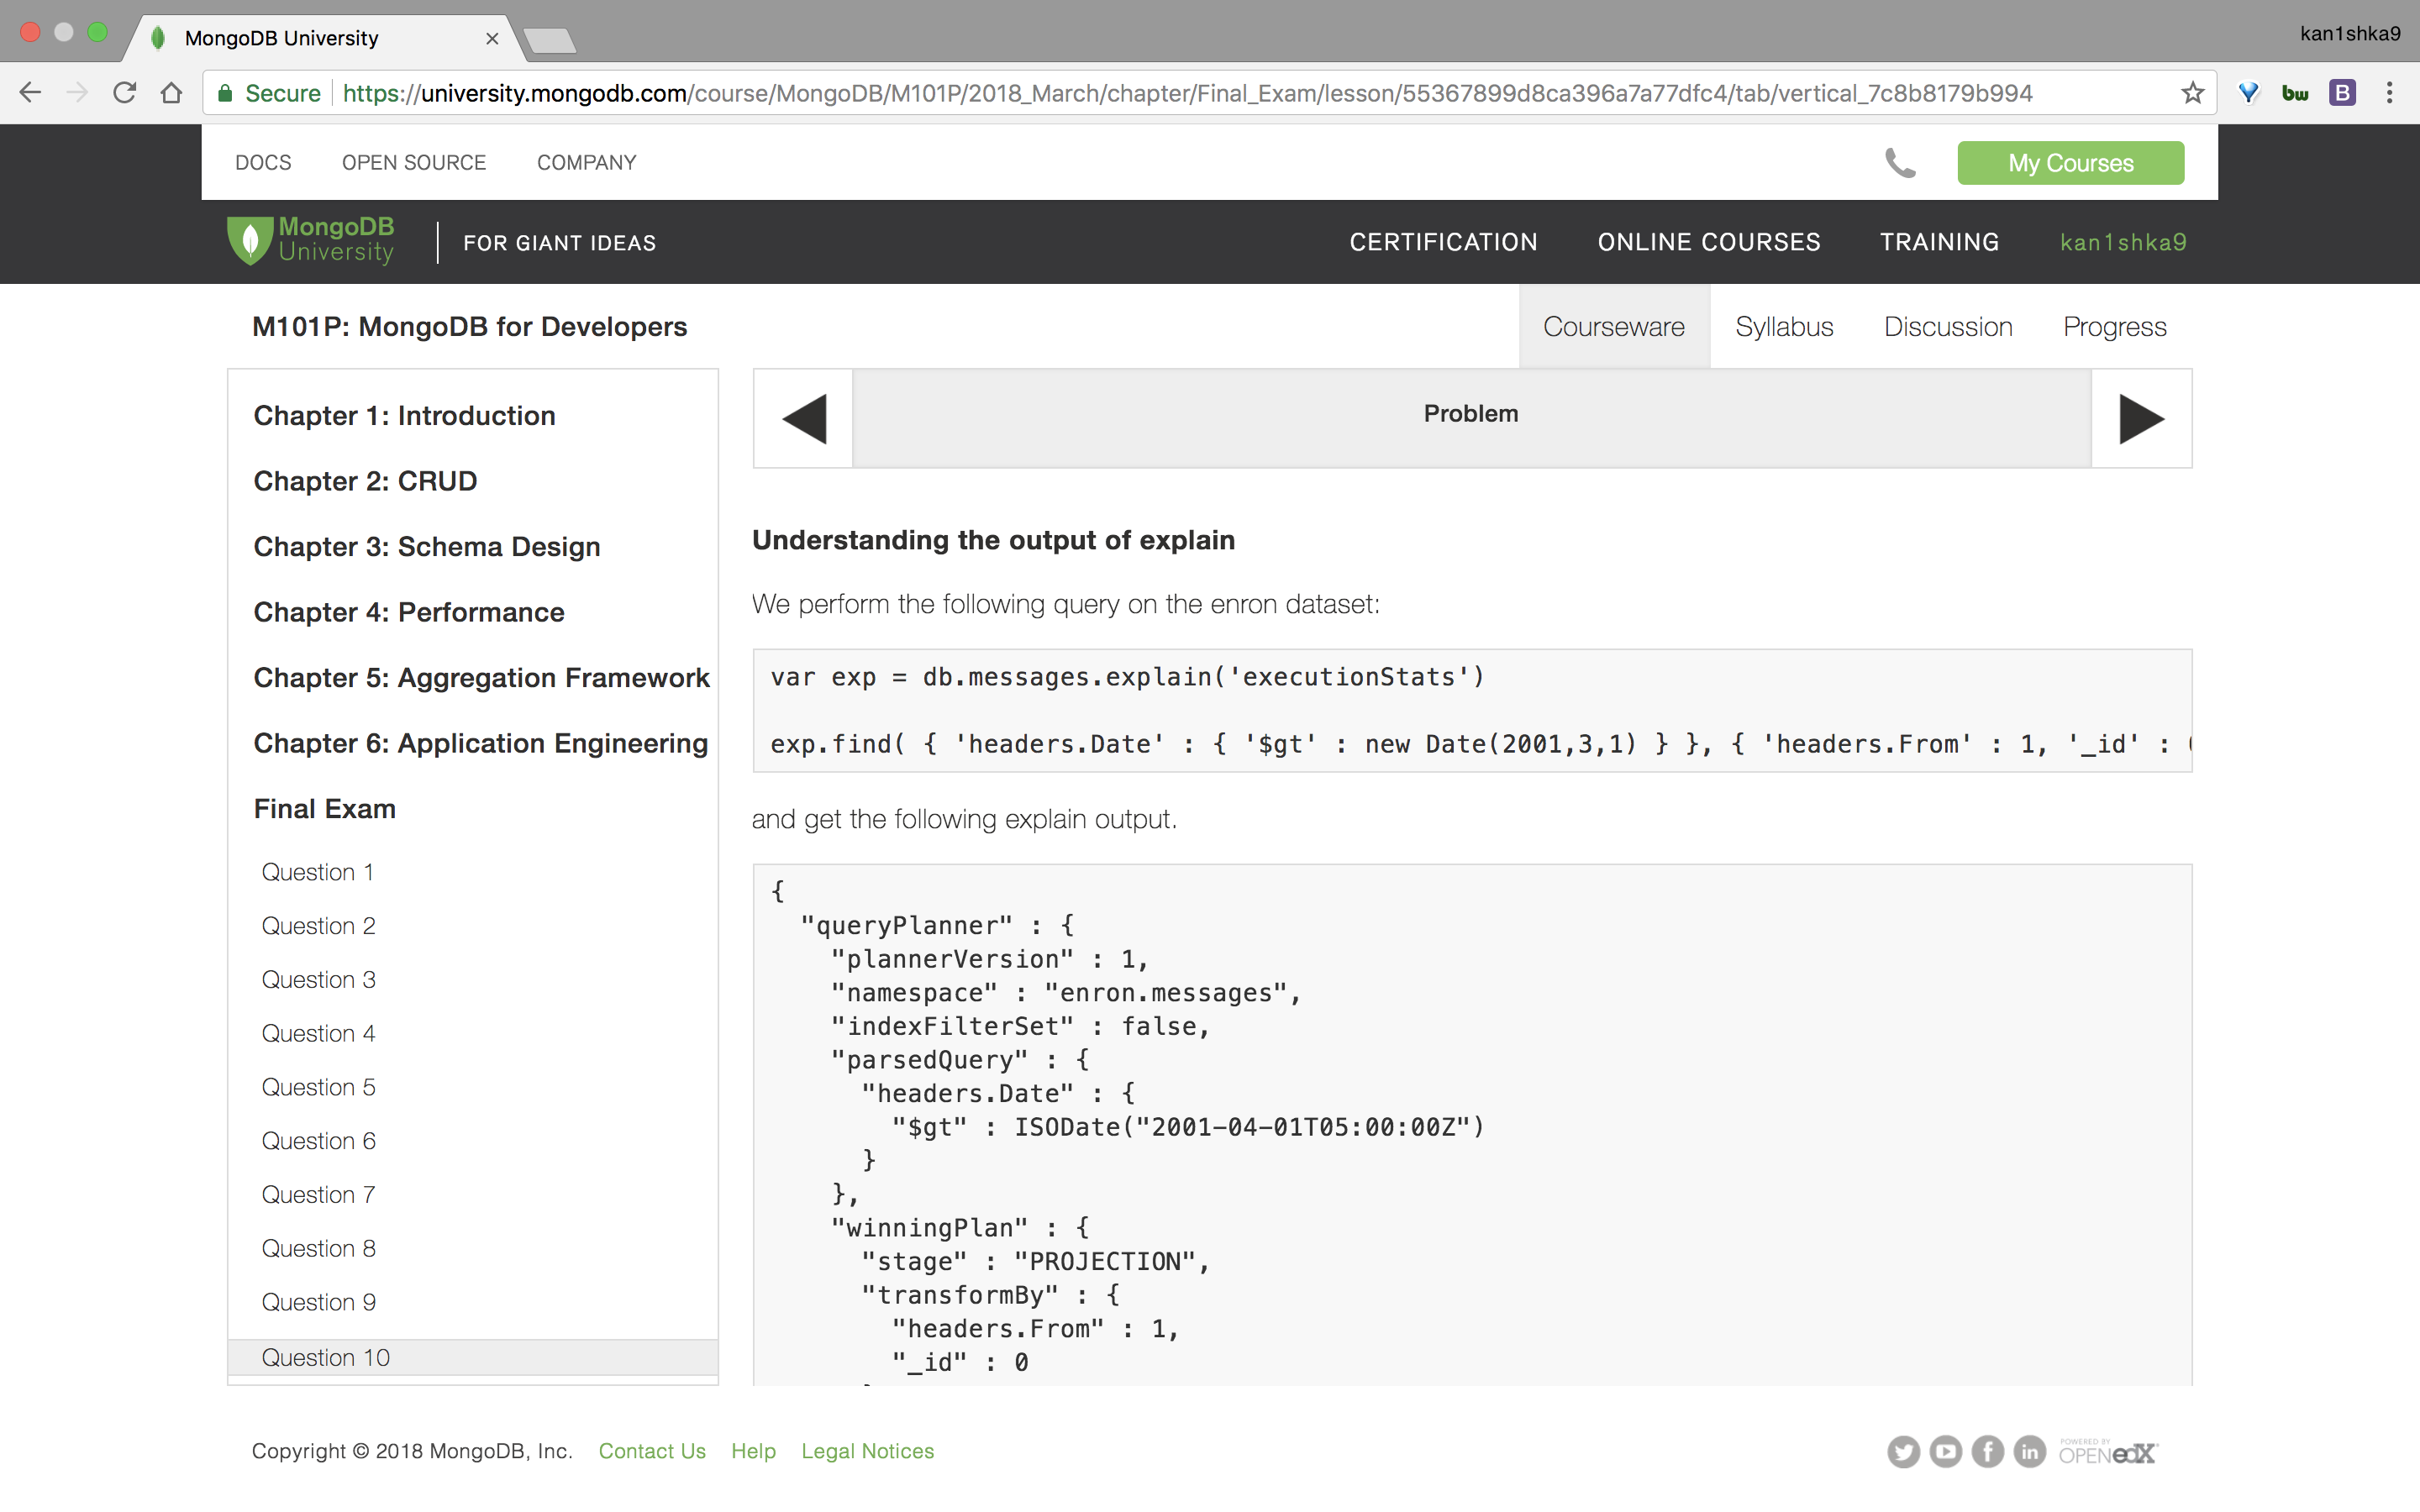 MongoDB University
kan1shka9
Secure https://university.mongodb.com/course/MongoDB/M101P/2018_March/chapter/Final_Exam/lesson/55367899d8ca396a7a77dfc4/tab/vertical_7c8b8179b994
bw
B
DOCS OPEN SOURCE COMPANY
My Courses
MongoDB University
FOR GIANT IDEAS
CERTIFICATION ONLINE COURSES TRAINING kan1shka9
M101P: MongoDB for Developers
Courseware Syllabus Discussion Progress
Chapter 1: Introduction
Chapter 2: CRUD
Chapter 3: Schema Design
Chapter 4: Performance
Chapter 5: Aggregation Framework
Chapter 6: Application Engineering
Final Exam
Question 1
Question 2
Question 3
Question 4
Question 5
Question 6
Question 7
Question 8
Question 9
Question 10
Problem
Understanding the output of explain
We perform the following query on the enron dataset:
var exp = db.messages.explain('executionStats')
exp.find( { 'headers.Date' : { '$gt' : new Date(2001,3,1) } }, { 'headers.From' : 1, '_id' :
and get the following explain output.
{
"queryPlanner" : {
"plannerVersion" : 1,
"namespace" : "enron.messages",
"indexFilterSet" : false,
"parsedQuery" : {
"headers.Date" : {
"$gt" : ISODate("2001-04-01T05:00:00Z")
}
},
"winningPlan" : {
"stage" : "PROJECTION",
"transformBy" : {
"headers.From" : 1,
"_id" : 0
Copyright © 2018 MongoDB, Inc. Contact Us Help Legal Notices
POWERED BY
OPEN edX